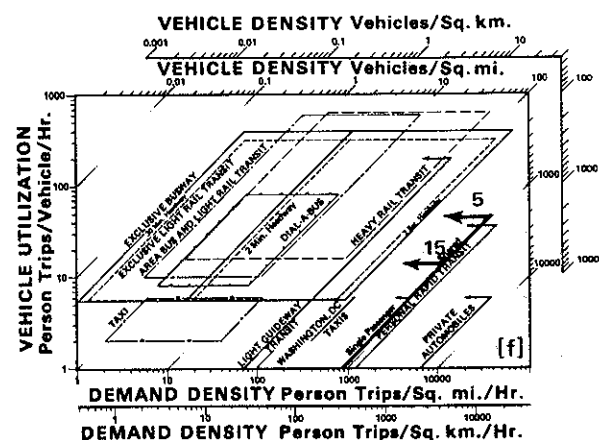 VEHICLE DENSITY Vehicles/Sq. km.
0.001 0.01 0.1 1 10
VEHICLE DENSITY Vehicles/Sq. mi.
0.01 0.1 1 10 100 100
VEHICLE UTILIZATION
Person Trips/Vehicle/Hr.
1000
100
10
1
1000 1000
10000 10000
EXCLUSIVE BUSWAY
EXCLUSIVE LIGHT RAIL TRANSIT
AREA BUS AND LIGHT RAIL TRANSIT
2 Min. Headway
DIAL-A-BUS
HEAVY RAIL TRANSIT
5
15
TAXI
LIGHT GUIDEWAY
TRANSIT
WASHINGTON, DC
TAXIS
Single Passenger
PERSONAL RAPID TRANSIT
PRIVATE
AUTOMOBILES
[f]
1 10 100 1000 10000
DEMAND DENSITY Person Trips/Sq. mi./Hr.
1 10 100 1000 10000
DEMAND DENSITY Person Trips/Sq. km./Hr.